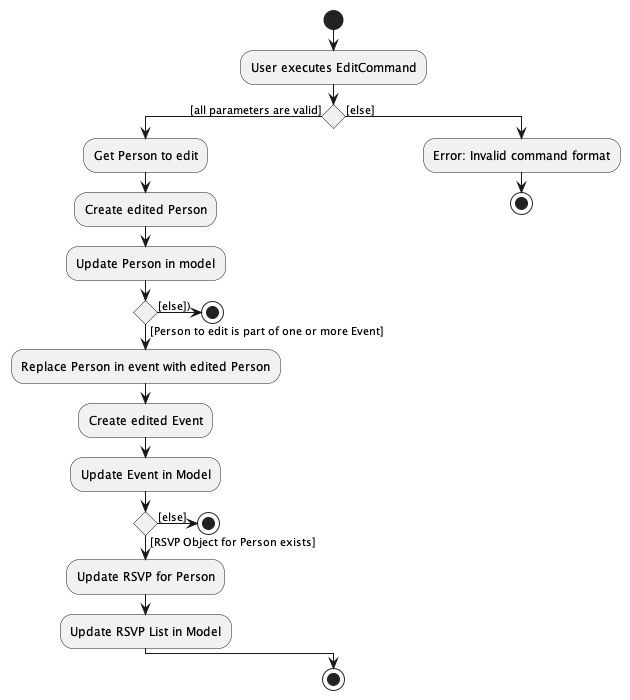 User executes EditCommand
[all parameters are valid]
[else]
Get Person to edit
Error: Invalid command format
Create edited Person
Update Person in model
[else])
[Person to edit is part of one or more Event]
Replace Person in event with edited Person
Create edited Event
Update Event in Model
[else]
[RSVP Object for Person exists]
Update RSVP for Person
Update RSVP List in Model